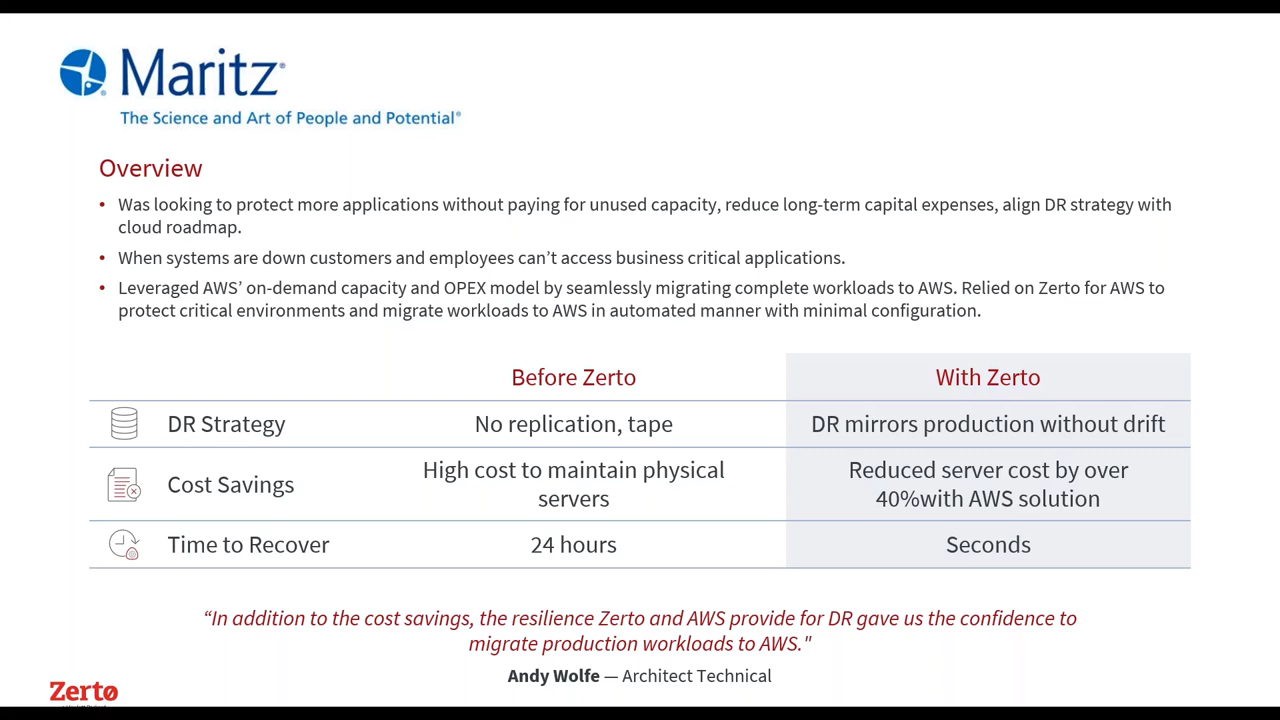 Maritz®
The Science and Art of People and Potential®
Overview
• Was looking to protect more applications without paying for unused capacity, reduce long-term capital expenses, align DR strategy with
cloud roadmap.
• When systems are down customers and employees can’t access business critical applications.
• Leveraged AWS’ on-demand capacity and OPEX model by seamlessly migrating complete workloads to AWS. Relied on Zerto for AWS to
protect critical environments and migrate workloads to AWS in automated manner with minimal configuration.
Before Zerto
With Zerto
DR Strategy
No replication, tape
DR mirrors production without drift
Cost Savings
High cost to maintain physical
servers
Reduced server cost by over
40%with AWS solution
Time to Recover
24 hours
Seconds
“In addition to the cost savings, the resilience Zerto and AWS provide for DR gave us the confidence to
migrate production workloads to AWS."
Andy Wolfe — Architect Technical
Zerto